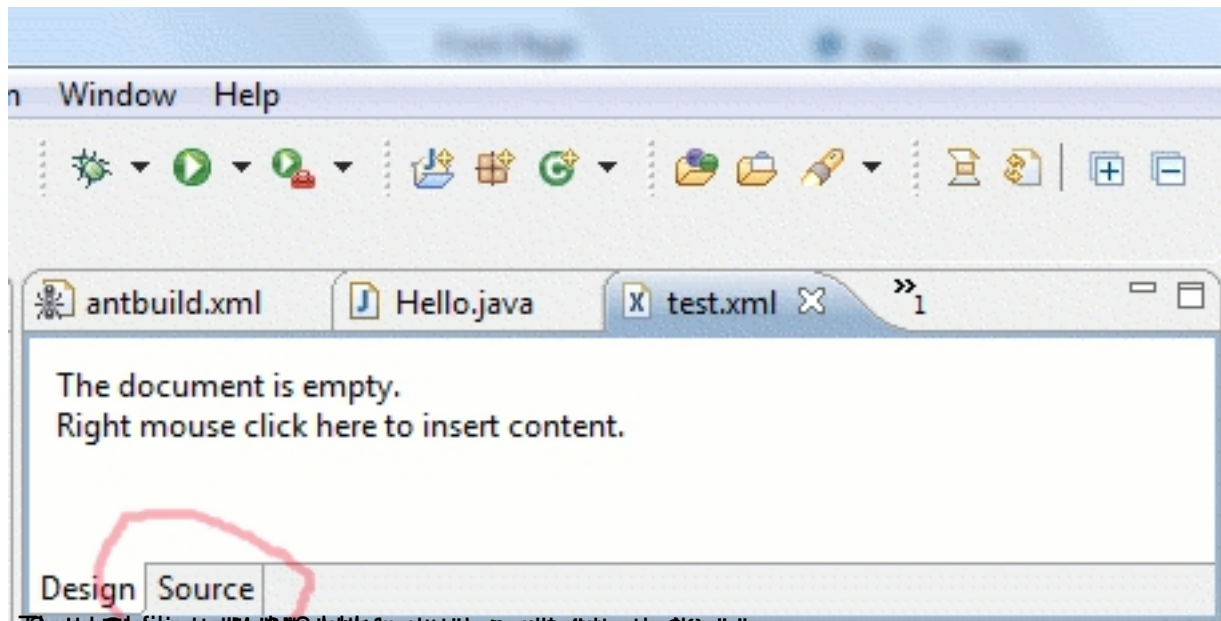 Window Help
antbuild.xml Hello.java test.xml »1
The document is empty.
Right mouse click here to insert content.
Design Source